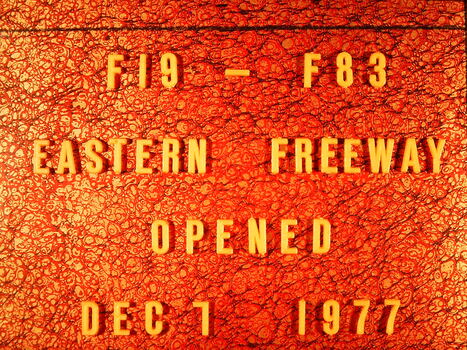 F19 – F83
EASTERN FREEWAY
OPENED
DEC 7 1977